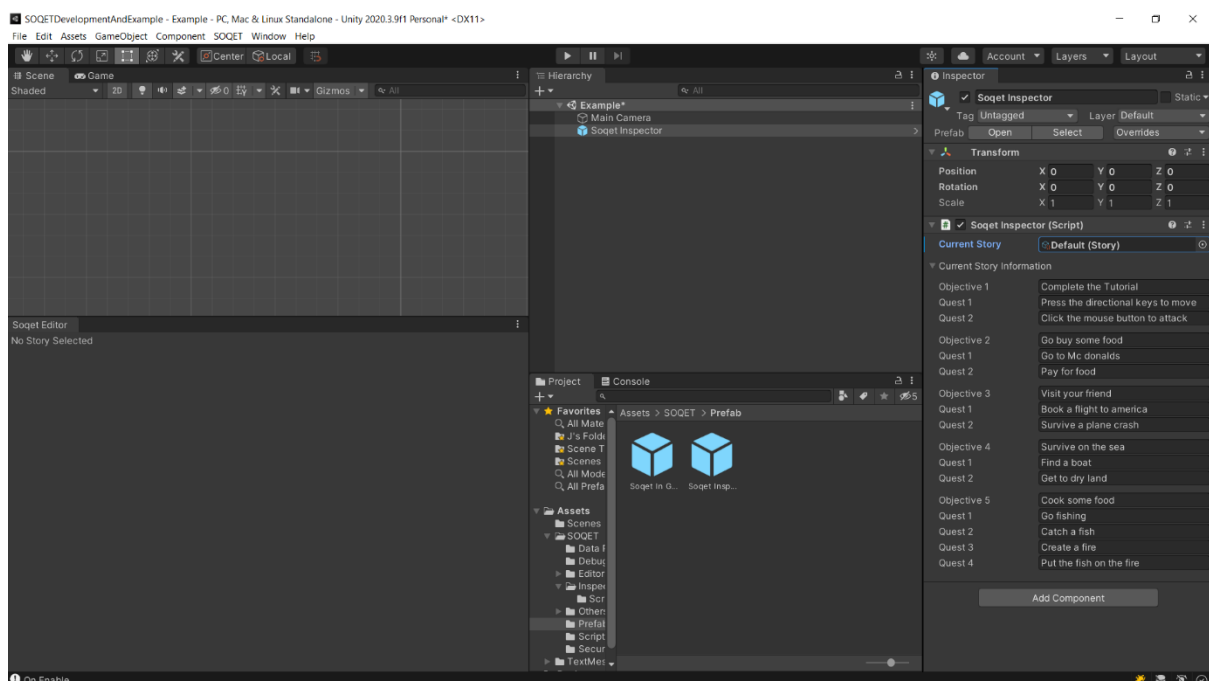 SOQETDevelopmentAndExample - Example - PC, Mac & Linux Standalone - Unity 2020.3.9f1 Personal* <DX11>
File Edit Assets GameObject Component SOQET Window Help
Center Local
Account Layers Layout
Scene Game
Shaded 2D 0 Gizmos All
Soqet Editor
No Story Selected
Hierarchy
All
Example*
Main Camera
Soqet Inspector
Project Console
5
Favorites
All Mate
J's Folde
Scene T
Scenes
All Mode
All Prefa
Assets
Scenes
SOQET
Data F
Debug
Editor
Inspec
Scr
Others
Prefab
Script
Secur
TextMes
Assets > SOQET > Prefab
Soqet In G... Soqet Insp...
Inspector
Soqet Inspector Static
Tag Untagged Layer Default
Prefab Open Select Overrides
Transform
Position X 0 Y 0 Z 0
Rotation X 0 Y 0 Z 0
Scale X 1 Y 1 Z 1
# Soqet Inspector (Script)
Current Story Default (Story)
Current Story Information
Objective 1 Complete the Tutorial
Quest 1 Press the directional keys to move
Quest 2 Click the mouse button to attack
Objective 2 Go buy some food
Quest 1 Go to Mc donalds
Quest 2 Pay for food
Objective 3 Visit your friend
Quest 1 Book a flight to america
Quest 2 Survive a plane crash
Objective 4 Survive on the sea
Quest 1 Find a boat
Quest 2 Get to dry land
Objective 5 Cook some food
Quest 1 Go fishing
Quest 2 Catch a fish
Quest 3 Create a fire
Quest 4 Put the fish on the fire
Add Component
On Enable